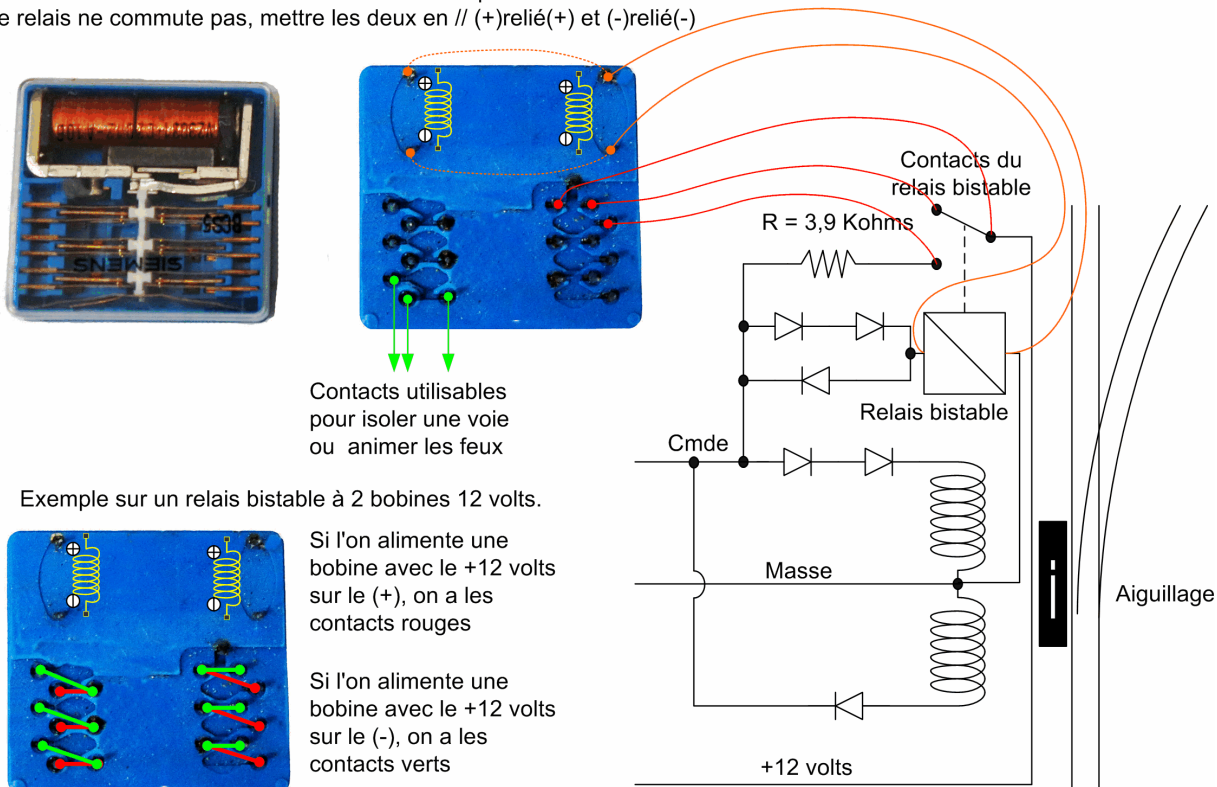 e relais ne commute pas, mettre les deux en // (+)relié(+) et (-)relié(-)
SIEMENS
Contacts du
relais bistable
R = 3,9 Kohms
Contacts utilisables
pour isoler une voie
ou animer les feux
Relais bistable
Cmde
Exemple sur un relais bistable à 2 bobines 12 volts.
Si l'on alimente une
bobine avec le +12 volts
sur le (+), on a les
contacts rouges
Masse
i
Aiguillage
Si l'on alimente une
bobine avec le +12 volts
sur le (-), on a les
contacts verts
+12 volts